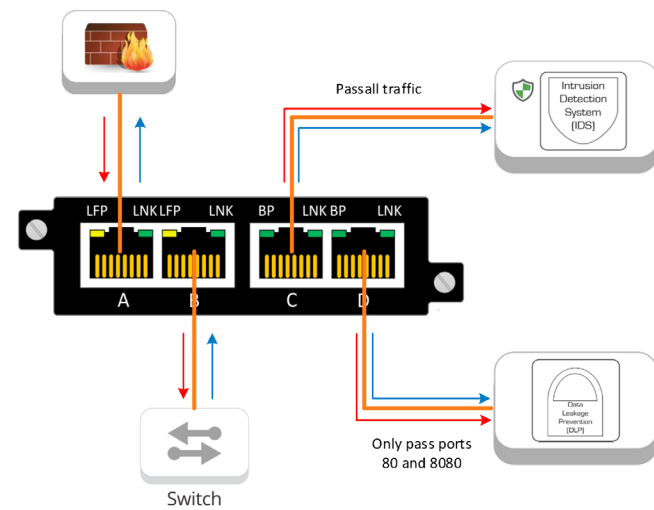 Passall traffic
Intrusion
Detection
System
(IDS)
LFP LNK LFP LNK BP LNK BP LNK
A B C D
Data
Leakage
Prevention
(DLP)
Only pass ports
80 and 8080
Switch